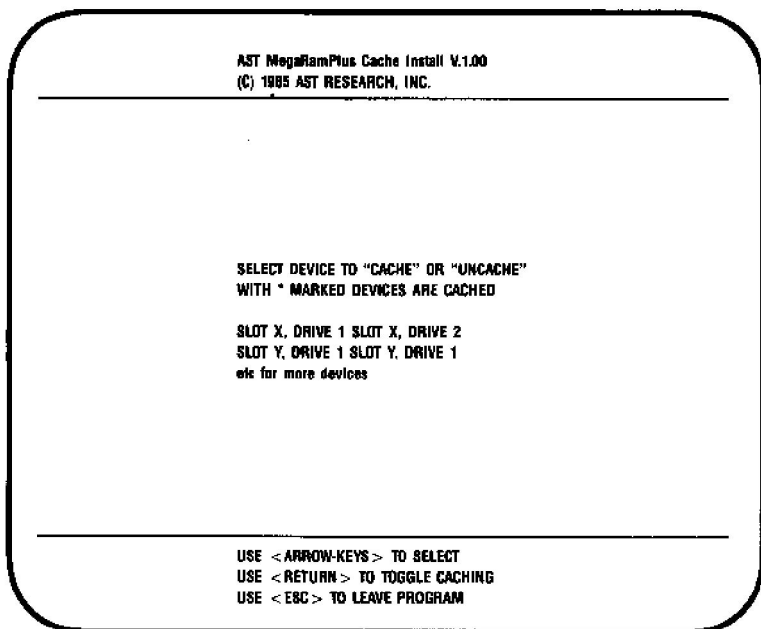 AST MegaRamPlus Cache Install V.1.00
(C) 1985 AST RESEARCH, INC.
SELECT DEVICE TO "CACHE" OR "UNCACHE"
WITH * MARKED DEVICES ARE CACHED
SLOT X, DRIVE 1 SLOT X, DRIVE 2
SLOT Y, DRIVE 1 SLOT Y, DRIVE 1
etc for more devices
USE <ARROW-KEYS> TO SELECT
USE <RETURN> TO TOGGLE CACHING
USE <ESC> TO LEAVE PROGRAM